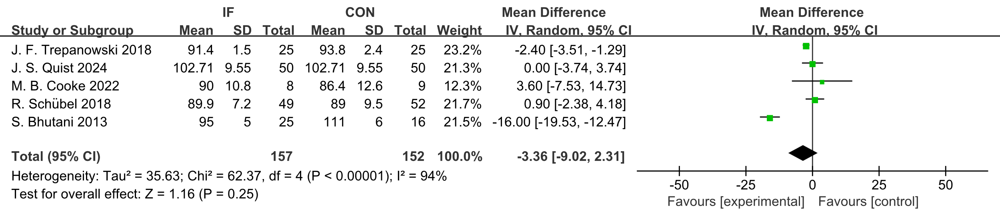 IF CON Mean Difference Mean Difference
Study or Subgroup Mean SD Total Mean SD Total Weight IV, Random, 95% CI IV, Random, 95% CI
J. F. Trepanowski 2018 91.4 1.5 25 93.8 2.4 25 23.2% -2.40 [-3.51, -1.29]
J. S. Quist 2024 102.71 9.55 50 102.71 9.55 50 21.3% 0.00 [-3.74, 3.74]
M. B. Cooke 2022 90 10.8 8 86.4 12.6 9 12.3% 3.60 [-7.53, 14.73]
R. Schübel 2018 89.9 7.2 49 89 9.5 52 21.7% 0.90 [-2.38, 4.18]
S. Bhutani 2013 95 5 25 111 6 16 21.5% -16.00 [-19.53, -12.47]
Total (95% CI) 157 152 100.0% -3.36 [-9.02, 2.31]
Heterogeneity: Tau² = 35.63; Chi² = 62.37, df = 4 (P < 0.00001); I² = 94%
Test for overall effect: Z = 1.16 (P = 0.25)
-50 -25 0 25 50
Favours [experimental] Favours [control]